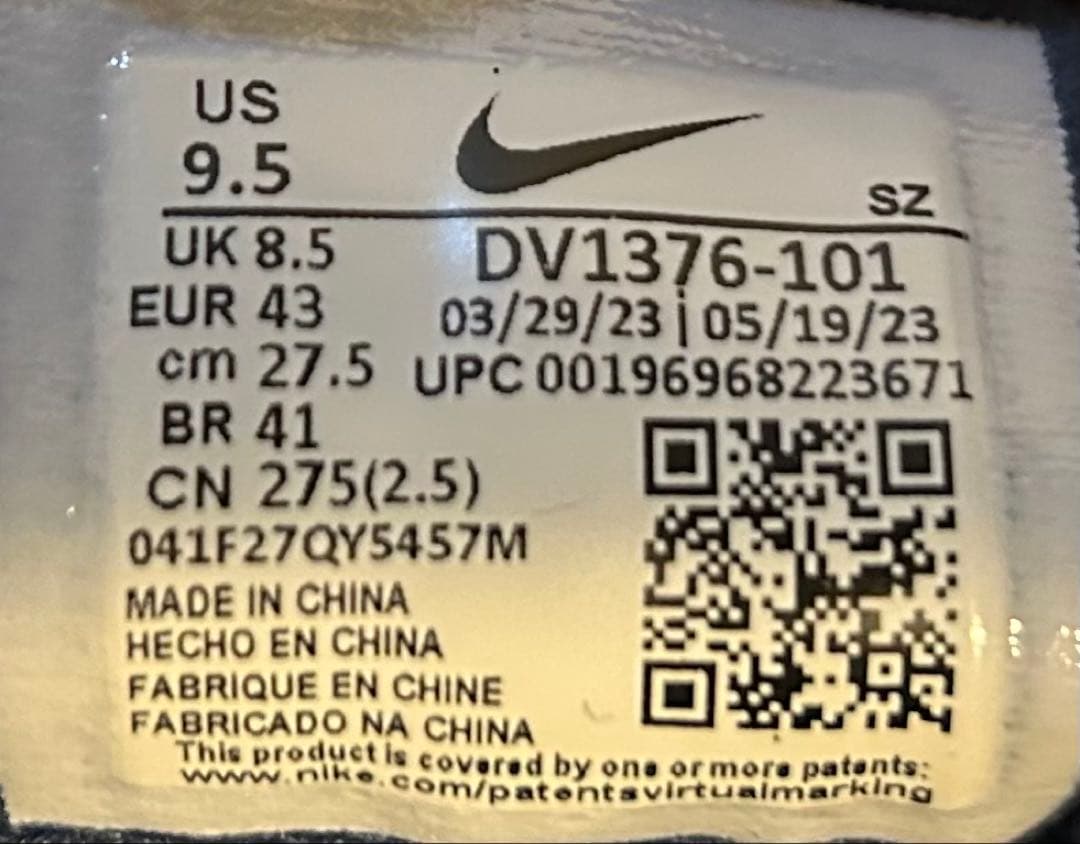 US
9.5
SZ
UK 8.5
DV1376-101
EUR 43
03/29/23 | 05/19/23
cm 27.5
UPC 00196968223671
BR 41
CN 275(2.5)
041F27QY5457M
MADE IN CHINA
HECHO EN CHINA
FABRIQUE EN CHINE
FABRICADO NA CHINA
This product is covered by one or more patents:
www.nike.com/patentsvirtualmarking